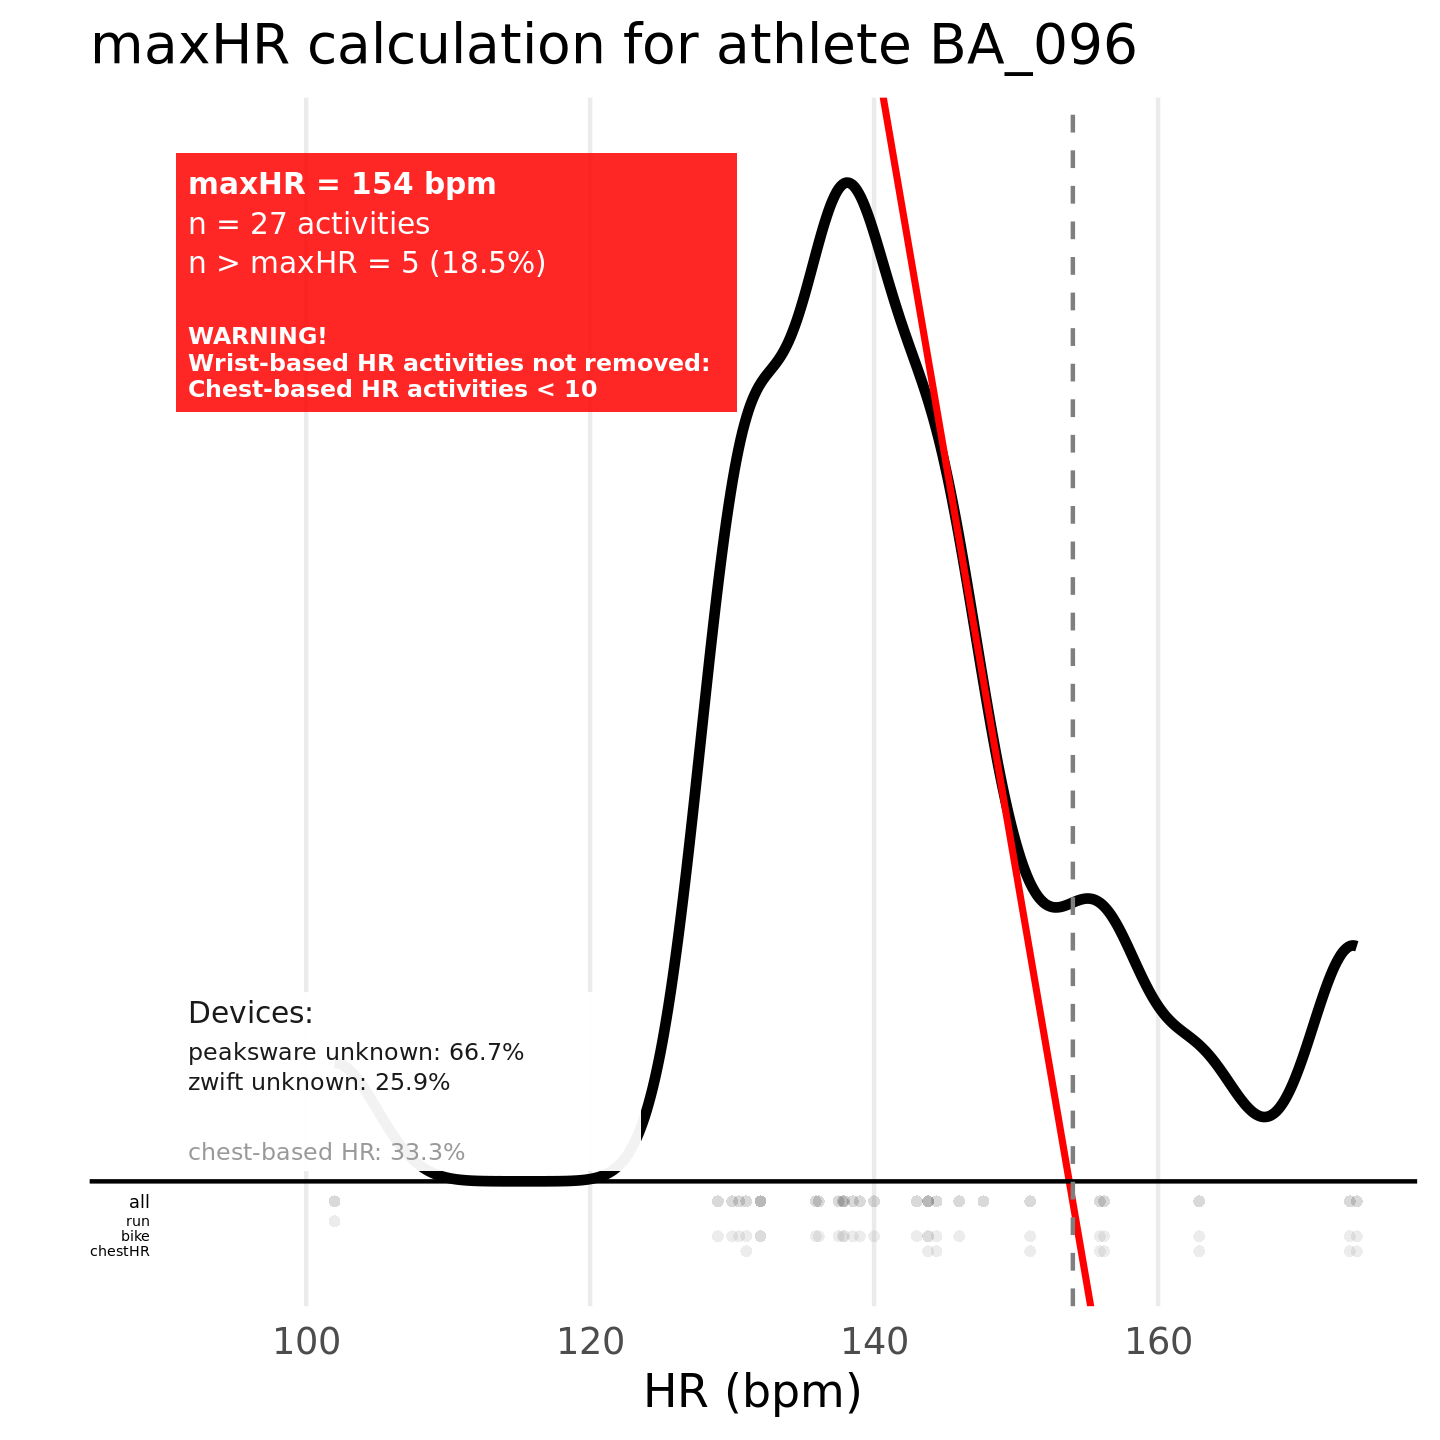 maxHR calculation for athlete BA_096
maxHR = 154 bpm
n = 27 activities
n > maxHR = 5 (18.5%)
WARNING!
Wrist-based HR activities not removed:
Chest-based HR activities < 10
Devices:
peaksware unknown: 66.7%
zwift unknown: 25.9%
chest-based HR: 33.3%
all
run
bike
chestHR
100 120 140 160
HR (bpm)